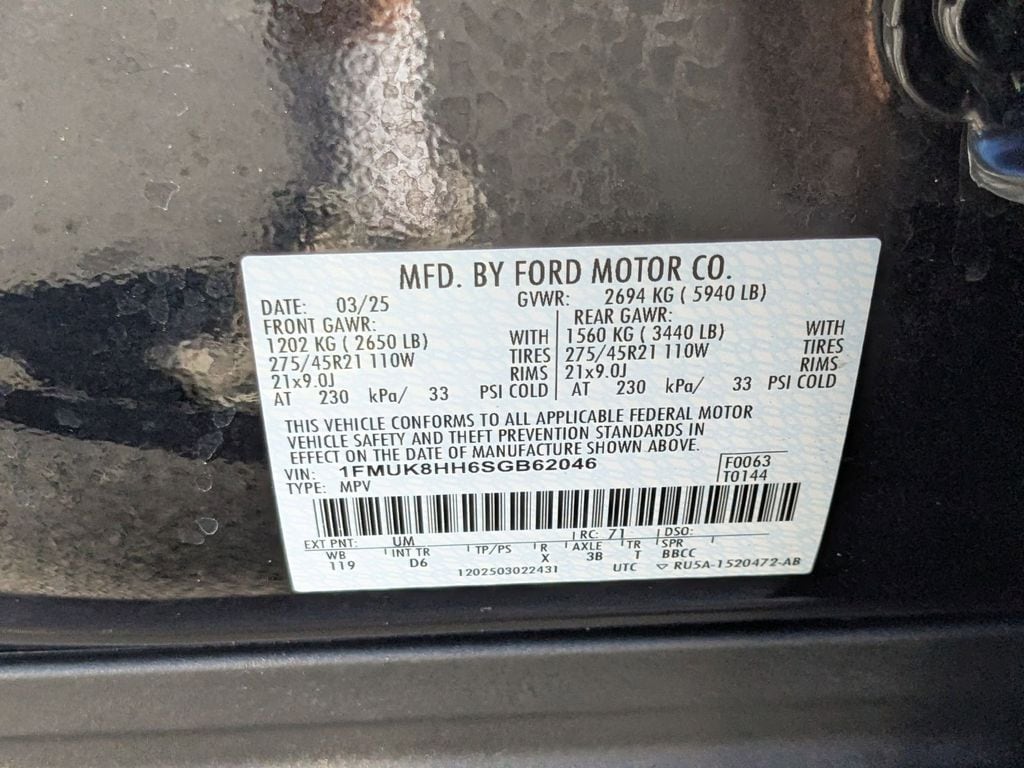 MFD. BY FORD MOTOR CO.
DATE: 03/25 GVWR: 2694 KG ( 5940 LB)
FRONT GAWR: REAR GAWR:
1202 KG ( 2650 LB) WITH 1560 KG ( 3440 LB) WITH
275/45R21 110W TIRES 275/45R21 110W TIRES
21x9.0J RIMS 21x9.0J RIMS
AT 230 kPa/ 33 PSI COLD AT 230 kPa/ 33 PSI COLD
THIS VEHICLE CONFORMS TO ALL APPLICABLE FEDERAL MOTOR
VEHICLE SAFETY AND THEFT PREVENTION STANDARDS IN
EFFECT ON THE DATE OF MANUFACTURE SHOWN ABOVE.
VIN: 1FMUK8HH6SGB62046 F0063
TYPE: MPV T0144
EXT PNT: UM RC: 71 DSO:
WB INT TR TP/PS R AXLE TR SPR
119 D6 X 3B T BBCC
1202503022431 UTC ▽ RU5A-1520472-AB